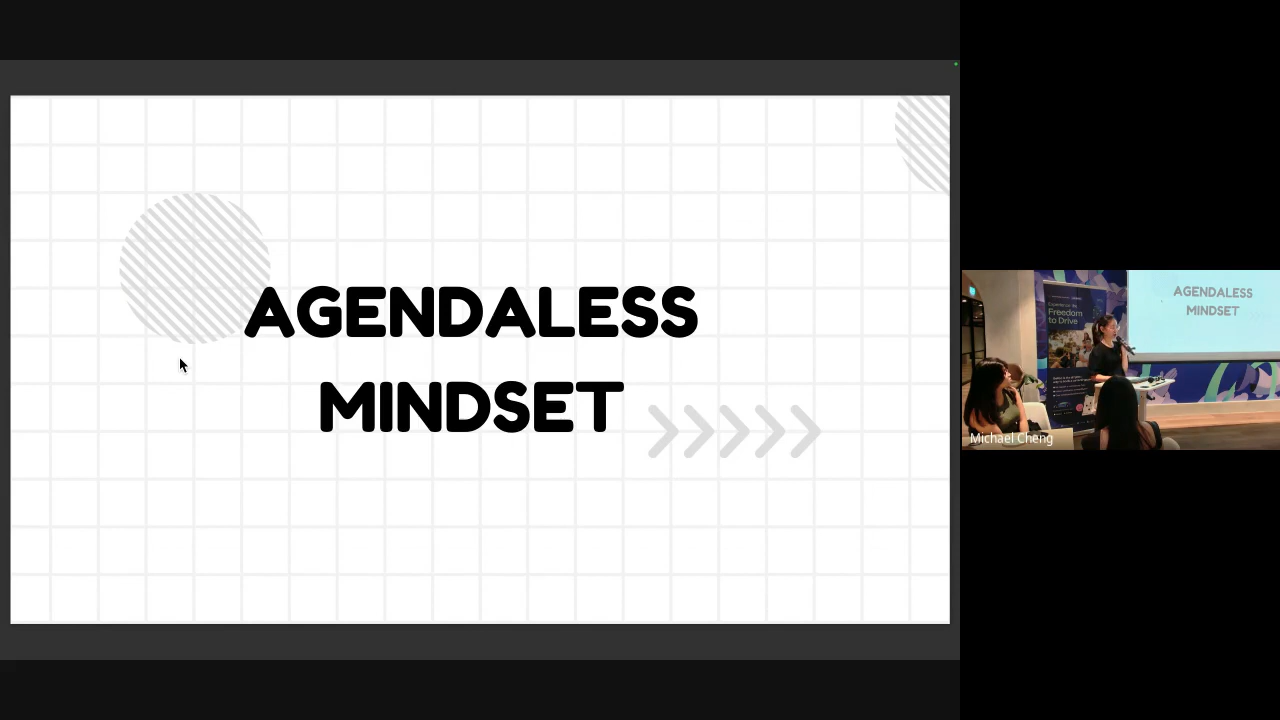 AGENDALESS
MINDSET
AGENDALESS
MINDSET
Freedom
to Drive
Michael Cheng